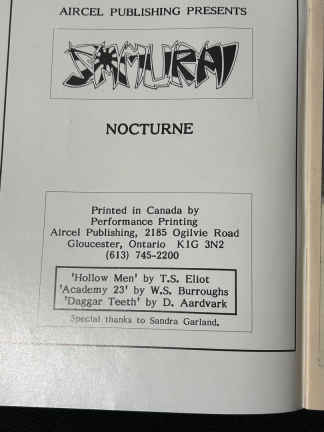 AIRCEL PUBLISHING PRESENTS
SAMURAI
NOCTURNE
Printed in Canada by
Performance Printing
Aircel Publishing, 2185 Ogilvie Road
Gloucester, Ontario K1G 3N2
(613) 745-2200
'Hollow Men' by T.S. Eliot
'Academy 23' by W.S. Burroughs
'Daggar Teeth' by D. Aardvark
Special thanks to Sandra Garland.